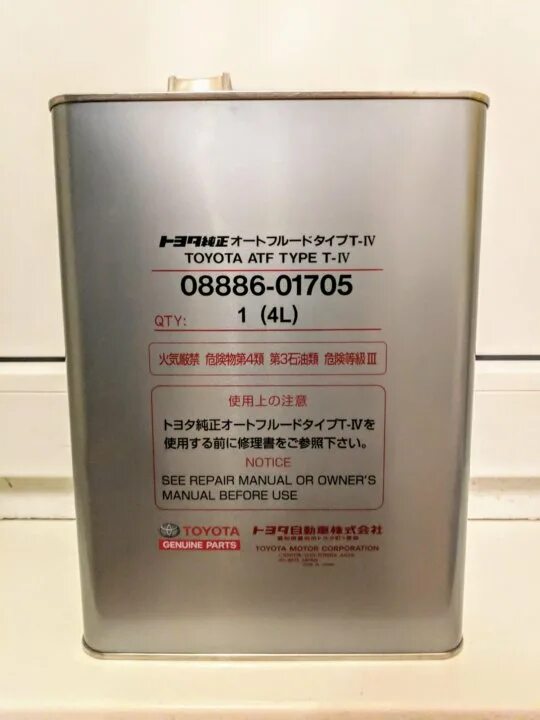 トヨタ純正オートフルードタイプT-Ⅳ
TOYOTA ATF TYPE T-Ⅳ
08886-01705
QTY: 1 (4L)
火気厳禁 危険物第4類 第3石油類 危険等級Ⅲ
使用上の注意
トヨタ純正オートフルードタイプT-Ⅳを
使用する前に修理書をご参照下さい。
NOTICE
SEE REPAIR MANUAL OR OWNER'S
MANUAL BEFORE USE
TOYOTA
GENUINE PARTS
トヨタ自動車株式会社
TOYOTA MOTOR CORPORATION